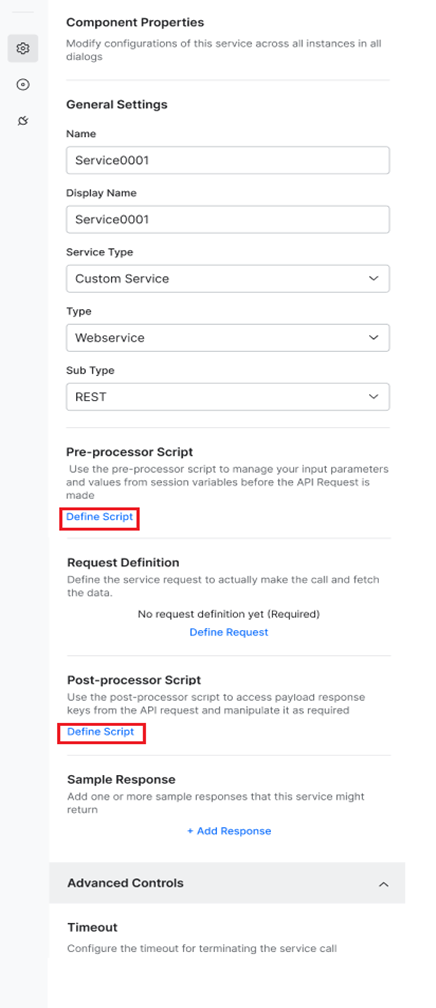 Component Properties
Modify configurations of this service across all instances in all
dialogs
General Settings
Name
Service0001
Display Name
Service0001
Service Type
Custom Service
Type
Webservice
Sub Type
REST
Pre-processor Script
Use the pre-processor script to manage your input parameters
and values from session variables before the API Request is
made
Define Script
Request Definition
Define the service request to actually make the call and fetch
the data.
No request definition yet (Required)
Define Request
Post-processor Script
Use the post-processor script to access payload response
keys from the API request and manipulate it as required
Define Script
Sample Response
Add one or more sample responses that this service might
return
+ Add Response
Advanced Controls
Timeout
Configure the timeout for terminating the service call